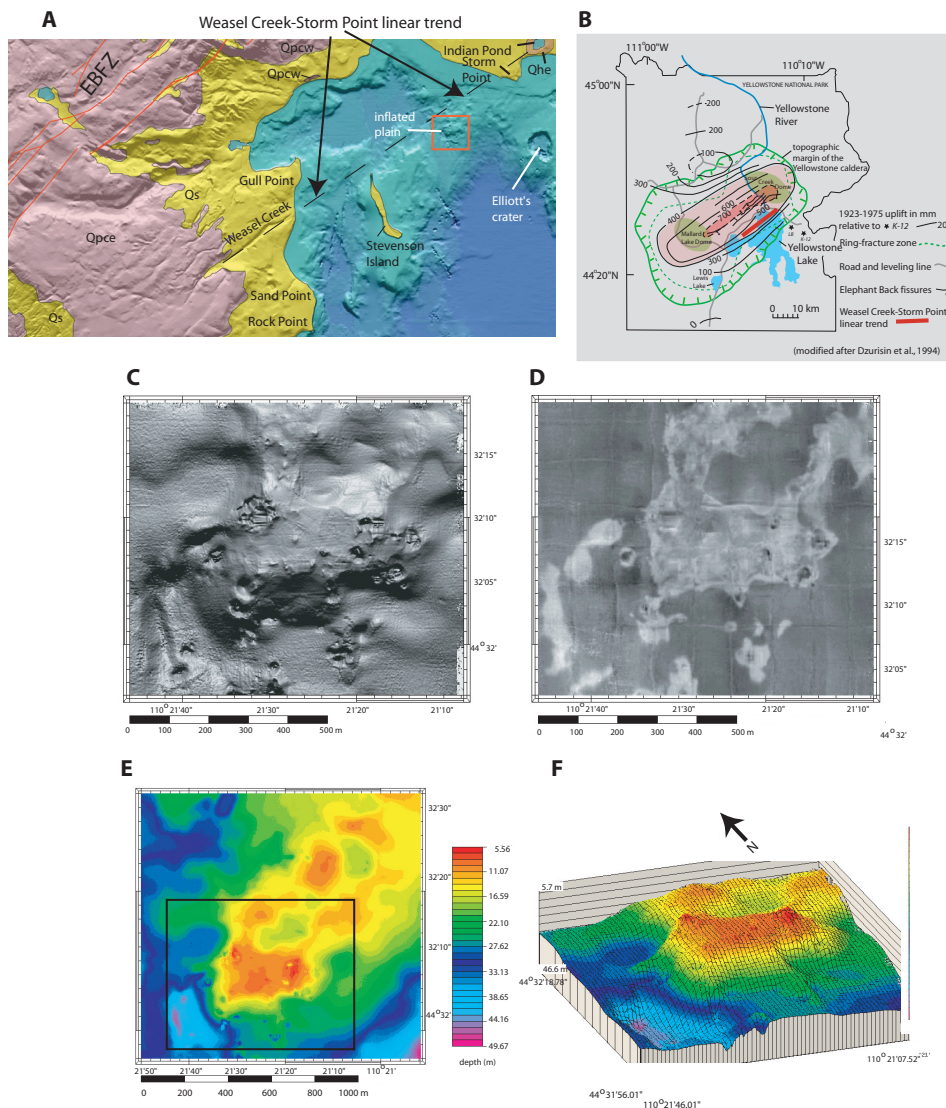 A
Weasel Creek-Storm Point linear trend
EBFZ
Qpcw
Qpcw
Indian Pond
Storm
Point
Qhe
inflated
plain
Elliott's
crater
Gull Point
Qs
Weasel Creek
Stevenson
Island
Qpce
Sand Point
Rock Point
Qs
B
111°00"W
110°10"W
45°00"N
YELLOWSTONE NATIONAL PARK
Yellowstone
River
topographic
margin of the
Yellowstone caldera
-200
200
100
200
300
Creek
Dome
600
700
500
400
Mallard
Lake Dome
300
100
Lewis
Lake
0
LB
K-12
Yellowstone
Lake
44°20"N
0 10 km
1923-1975 uplift in mm
relative to ★ K-12
Ring-fracture zone
Road and leveling line
Elephant Back fissures
Weasel Creek-Storm Point
linear trend
(modified after Dzurisin et al., 1994)
C
32'15"
32'10"
32'05"
44° 32'
110° 21'40"
21'30"
21'20"
21'10"
0 100 200 300 400 500 m
D
32'15"
32'10"
32'05"
44° 32'
110° 21'40"
21'30"
21'20"
21'10"
0 100 200 300 400 500 m
E
32'30"
32'20"
32'10"
44° 32'
21'50"
21'40"
21'30"
21'20"
21'10"
110° 21'
0 200 400 600 800 1000 m
5.56
11.07
16.59
22.10
27.62
33.13
38.65
44.16
49.67
depth (m)
F
N
5.7 m
46.6 m
44° 32'18.78"
110° 21'07.52"
44° 31'56.01"
110° 21'46.01"